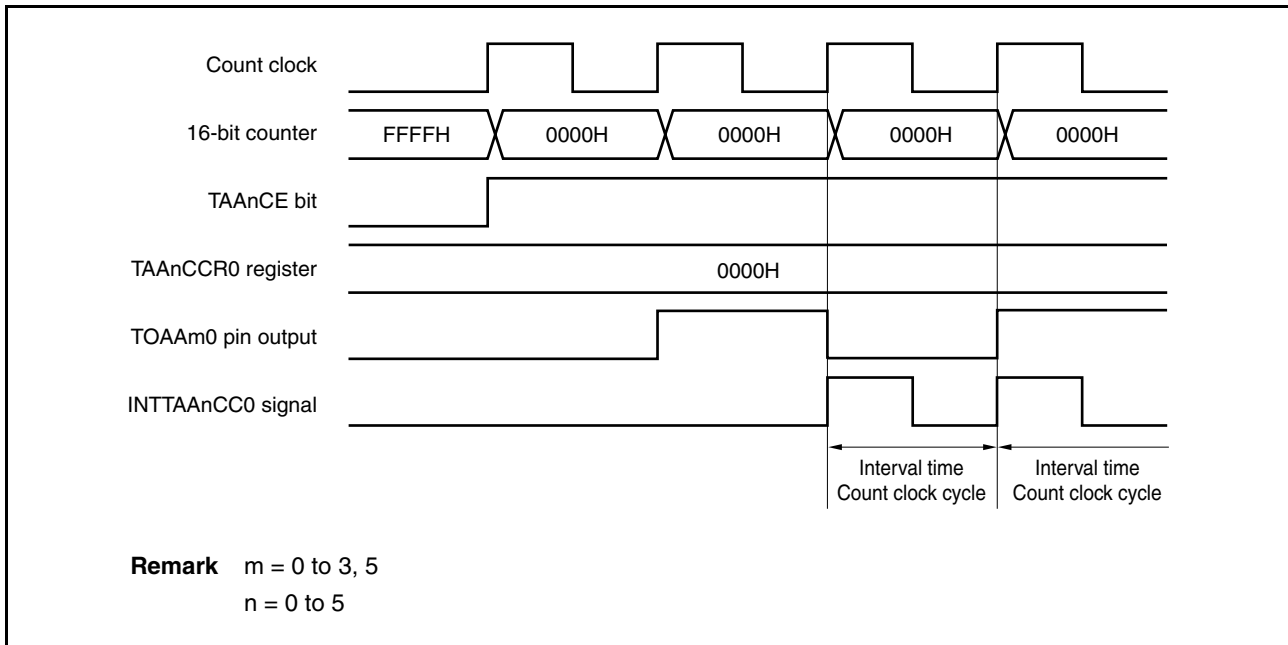 Count clock
16-bit counter FFFFH 0000H 0000H 0000H 0000H
TAAnCE bit
TAAnCCR0 register 0000H
TOAAm0 pin output
INTTAAnCC0 signal
Interval time Interval time
Count clock cycle Count clock cycle
Remark m = 0 to 3, 5
n = 0 to 5